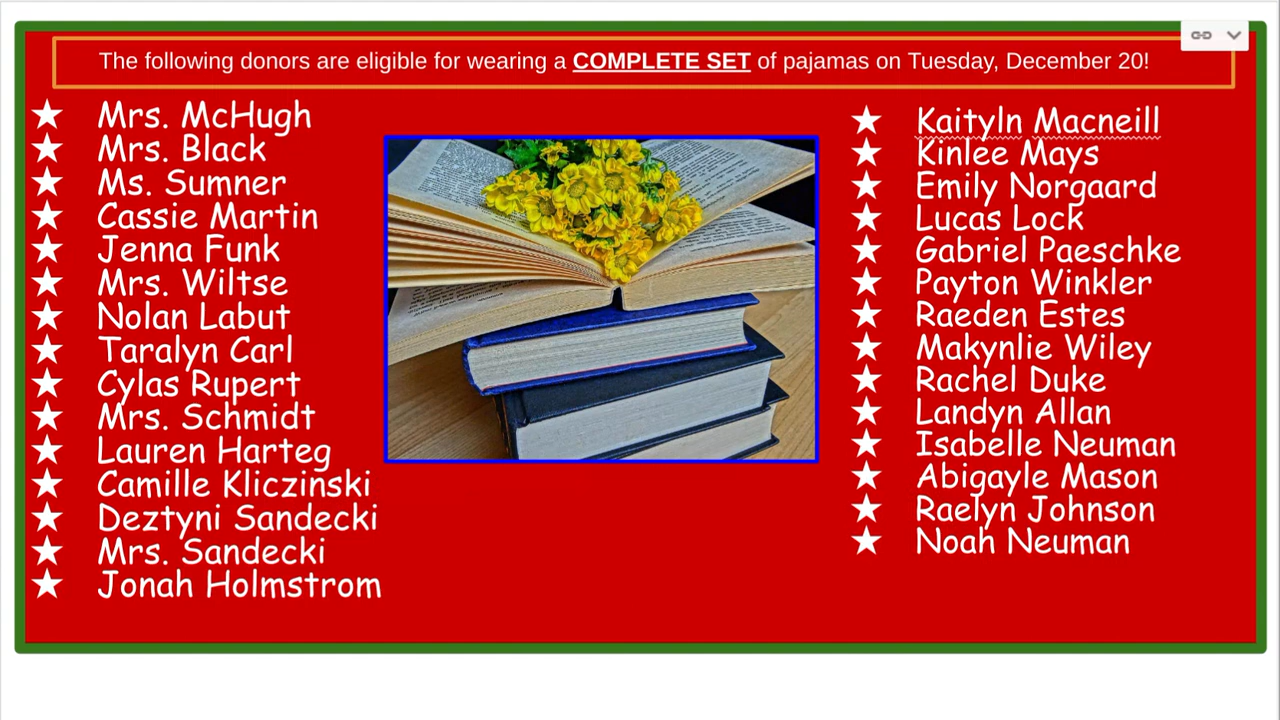 The following donors are eligible for wearing a COMPLETE SET of pajamas on Tuesday, December 20!
Mrs. McHugh
Mrs. Black
Ms. Sumner
Cassie Martin
Jenna Funk
Mrs. Wiltse
Nolan Labut
Taralyn Carl
Cylas Rupert
Mrs. Schmidt
Lauren Harteg
Camille Kliczinski
Deztyni Sandecki
Mrs. Sandecki
Jonah Holmstrom
Kaityln Macneill
Kinlee Mays
Emily Norgaard
Lucas Lock
Gabriel Paeschke
Payton Winkler
Raeden Estes
Makynlie Wiley
Rachel Duke
Landyn Allan
Isabelle Neuman
Abigayle Mason
Raelyn Johnson
Noah Neuman